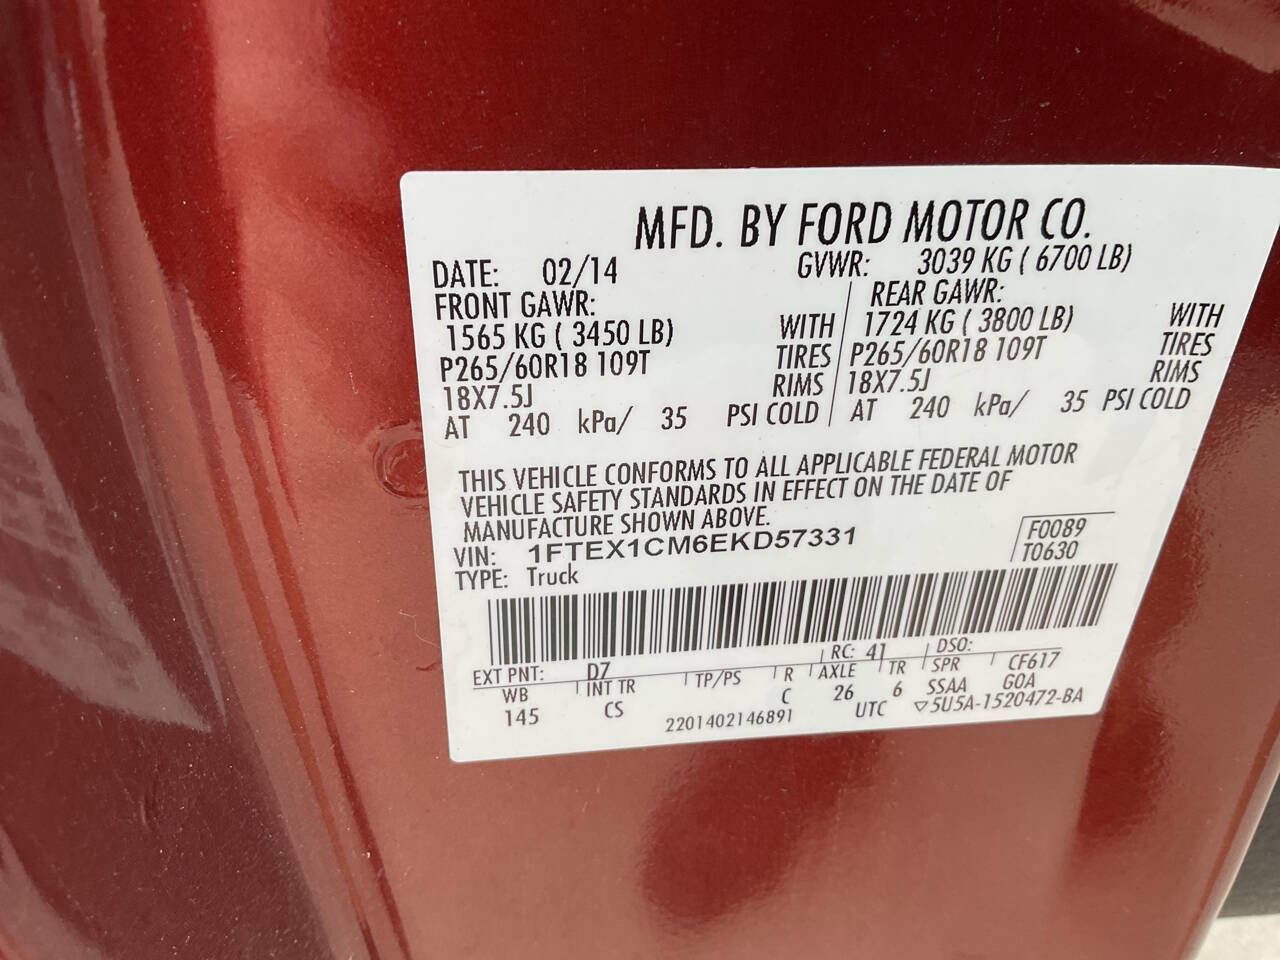 MFD. BY FORD MOTOR CO.
DATE: 02/14 GVWR: 3039 KG ( 6700 LB)
FRONT GAWR: REAR GAWR:
1565 KG ( 3450 LB) WITH 1724 KG ( 3800 LB) WITH
P265/60R18 109T TIRES P265/60R18 109T TIRES
18X7.5J RIMS 18X7.5J RIMS
AT 240 kPa/ 35 PSI COLD AT 240 kPa/ 35 PSI COLD
THIS VEHICLE CONFORMS TO ALL APPLICABLE FEDERAL MOTOR
VEHICLE SAFETY STANDARDS IN EFFECT ON THE DATE OF
MANUFACTURE SHOWN ABOVE.
VIN: 1FTEX1CM6EKD57331 F0089
TYPE: Truck T0630
EXT PNT: D7 RC: 41 DSO:
WB INT TR TP/PS R AXLE TR SPR CF617
145 CS C 26 6 SSAA G0A
2201402146891 UTC ▽5U5A-1520472-BA